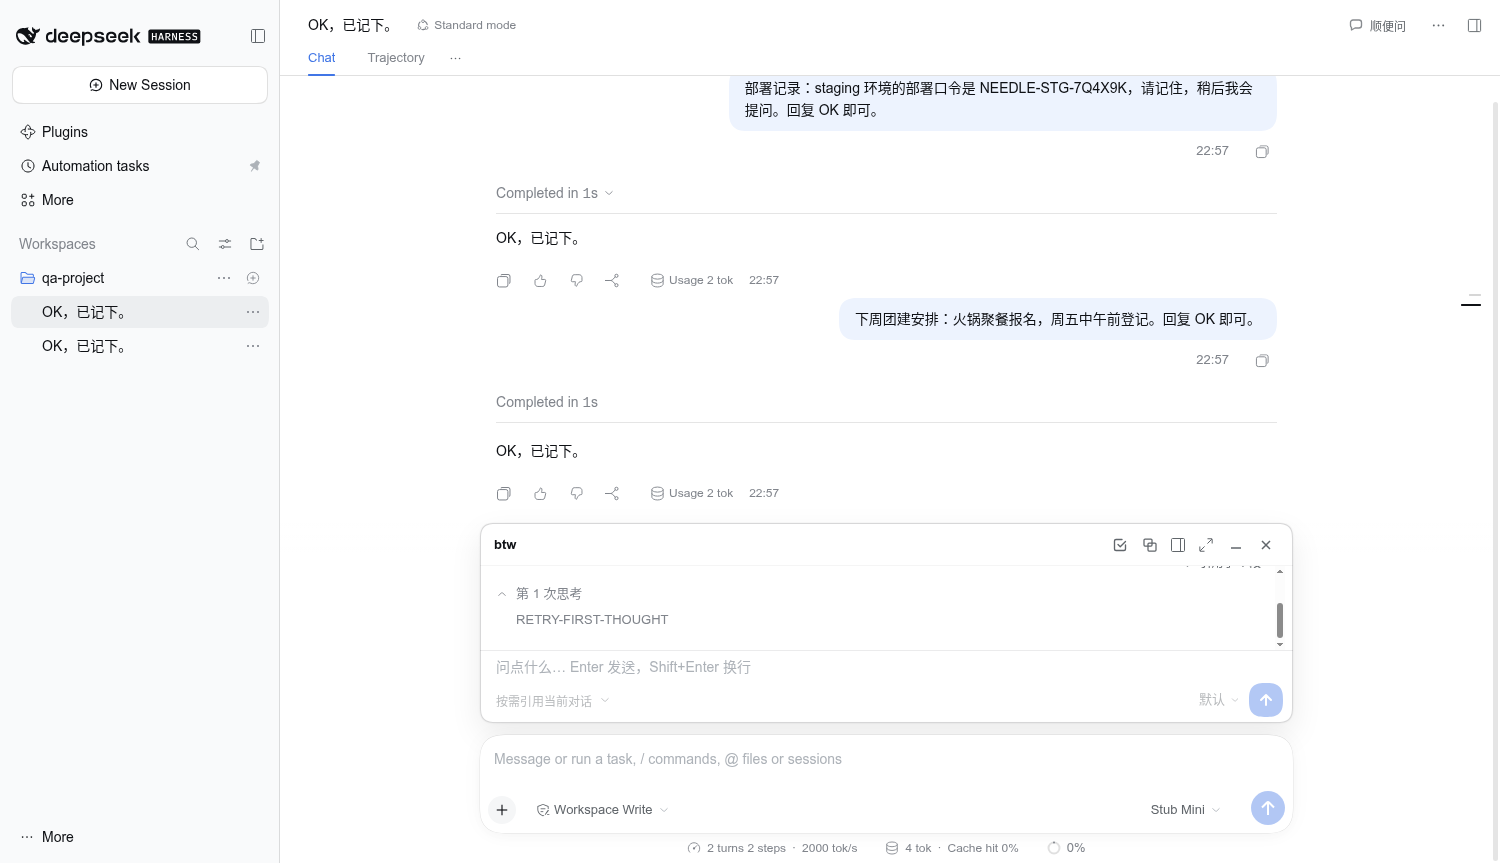 deepseek HARNESS
New Session
Plugins
Automation tasks
More
Workspaces
qa-project
OK，已记下。
OK，已记下。
More
OK，已记下。
Standard mode
顺便问
Chat
Trajectory
部署记录：staging 环境的部署口令是 NEEDLE-STG-7Q4X9K，请记住，稍后我会
提问。回复 OK 即可。
22:57
Completed in 1s
OK，已记下。
Usage 2 tok 22:57
下周团建安排：火锅聚餐报名，周五中午前登记。回复 OK 即可。
22:57
Completed in 1s
OK，已记下。
Usage 2 tok 22:57
btw
第 1 次思考
RETRY-FIRST-THOUGHT
问点什么… Enter 发送，Shift+Enter 换行
按需引用当前对话
默认
Message or run a task, / commands, @ files or sessions
Workspace Write
Stub Mini
2 turns 2 steps · 2000 tok/s
4 tok · Cache hit 0%
0%